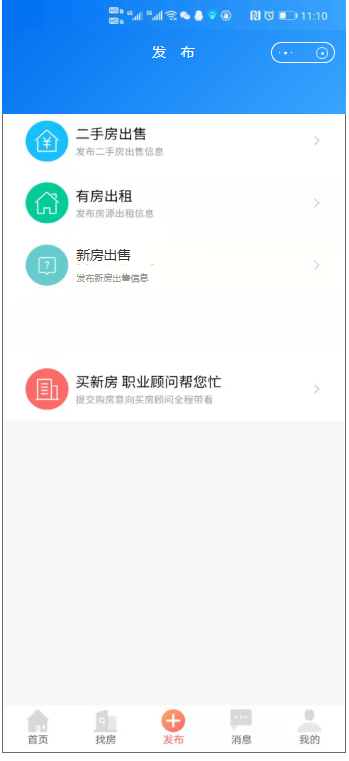 11:10
发 布
二手房出售
发布二手房出售信息
有房出租
发布房源出租信息
新房出售
发布新房出售信息
买新房 职业顾问帮您忙
提交购房意向买房顾问全程带看
首页
找房
发布
消息
我的